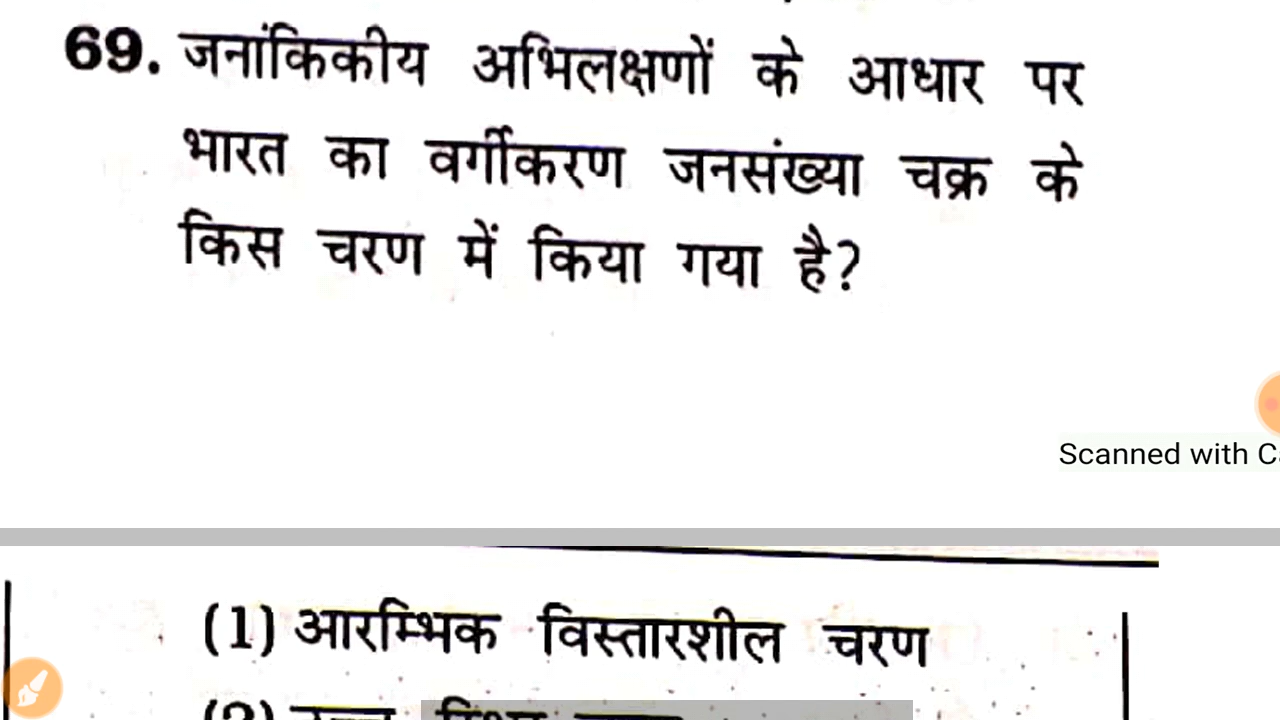 69. जनांकिकीय अभिलक्षणों के आधार पर
भारत का वर्गीकरण जनसंख्या चक्र के
किस चरण में किया गया है?
Scanned with C
(1) आरम्भिक विस्तारशील चरण
(2)